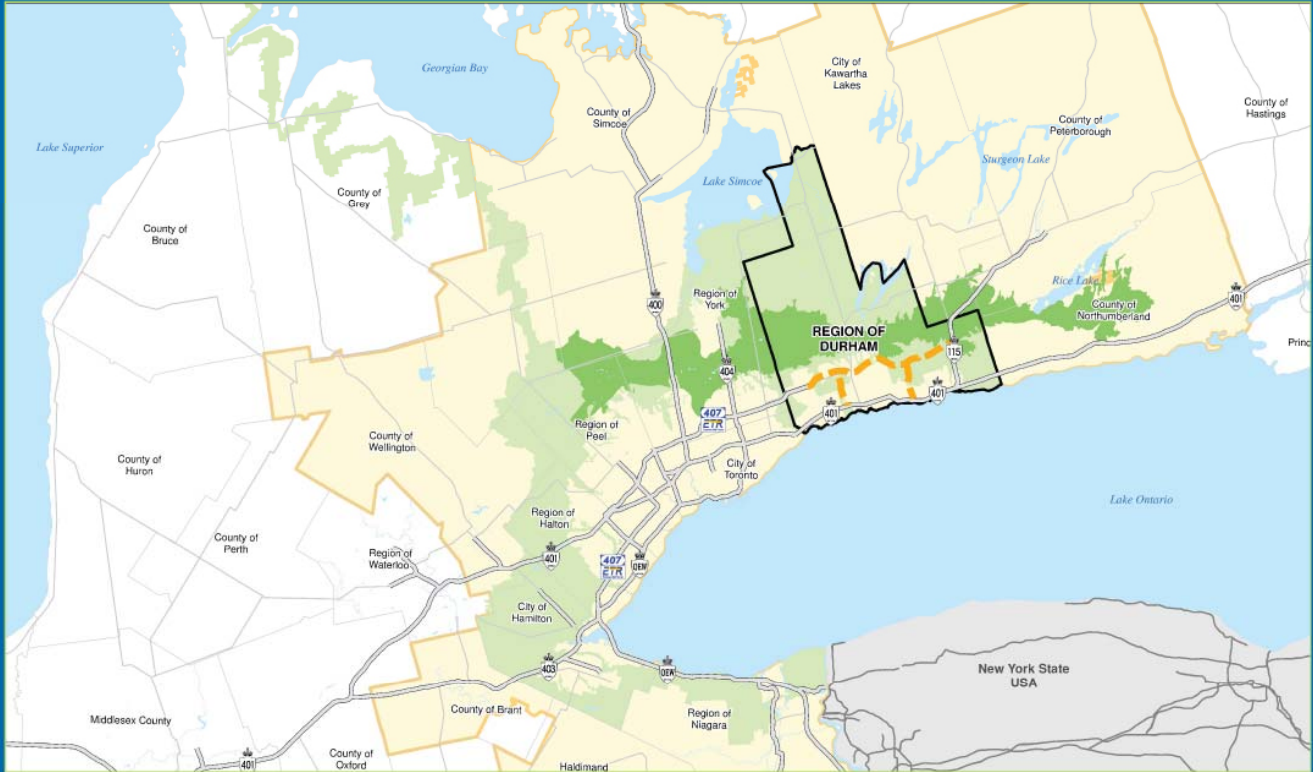 Georgian Bay
City of
Kawartha
Lakes
County of
Simcoe
County of
Hastings
County of
Peterborough
Lake Superior
Sturgeon Lake
Lake Simcoe
County of
Grey
County of
Bruce
Rice Lake
Region of
York
400
401
County of
Northumberland
REGION OF
DURHAM
Princ
115
404
401
407
ETR
401
Region of
Peel
County of
Wellington
City of
Toronto
County of
Huron
Lake Ontario
Region of
Halton
County of
Perth
Region of
Waterloo
401
407
ETR
QEW
City of
Hamilton
403
QEW
New York State
USA
County of Brant
Region of
Niagara
Middlesex County
401
County of
Oxford
Haldimand